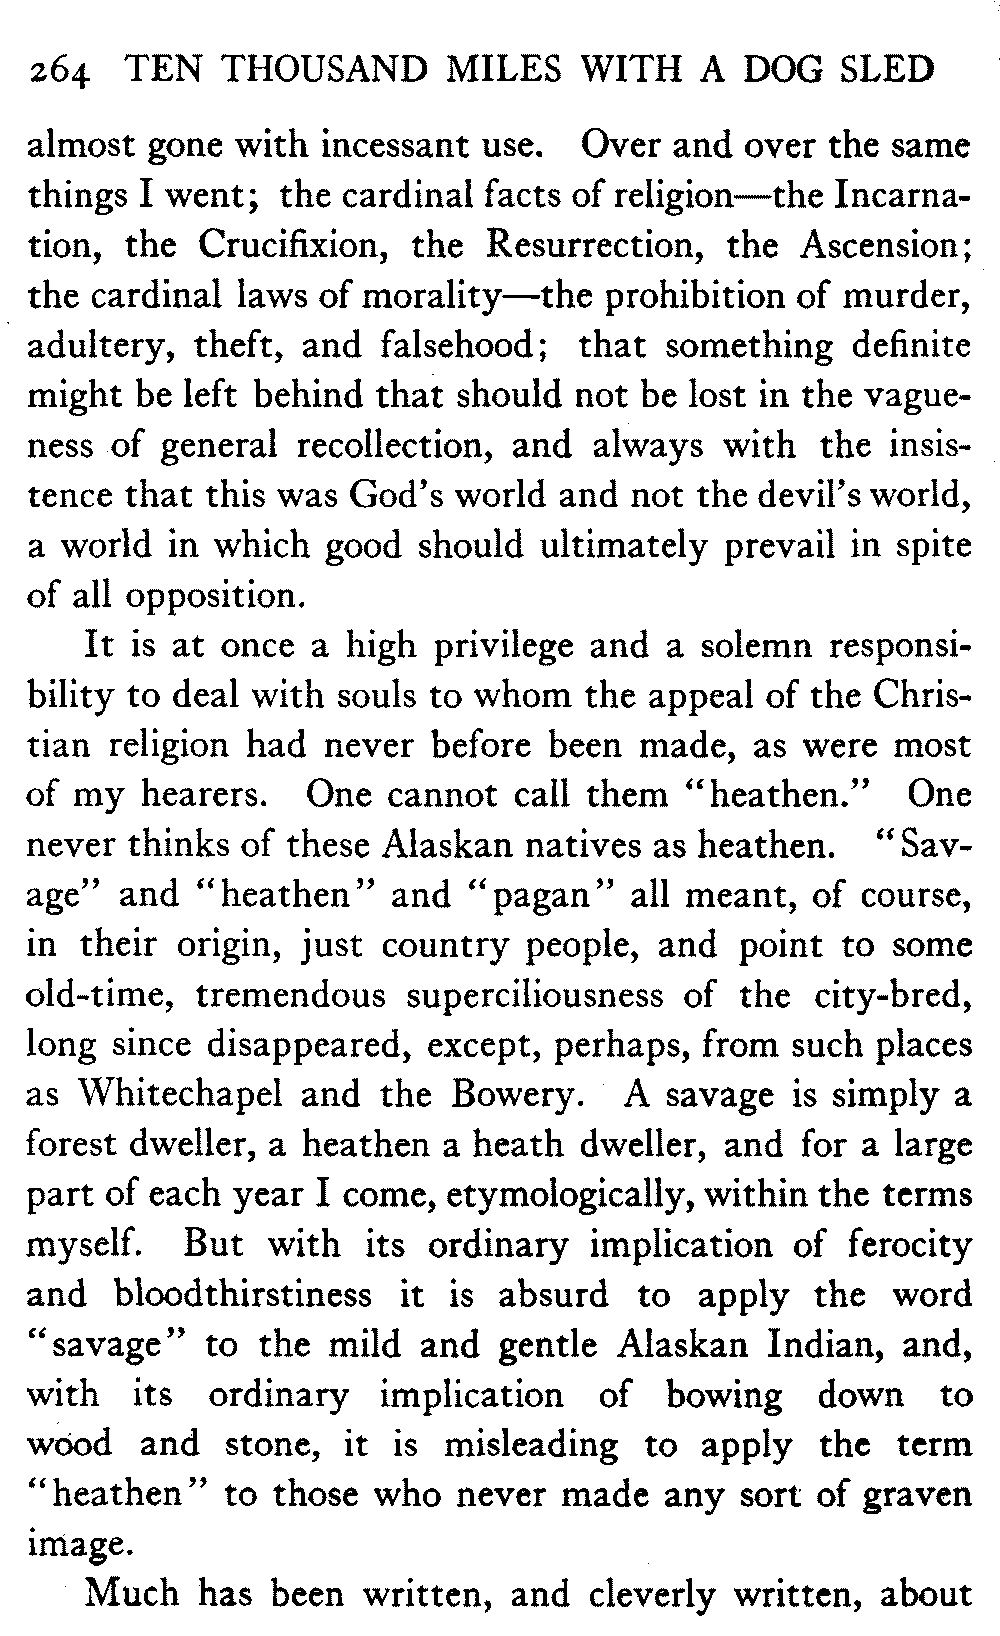 264 TEN THOUSAND MILES WITH A DOG SLED
almost gone with incessant use. Over and over the same
things I went; the cardinal facts of religion—the Incarna-
tion, the Crucifixion, the Resurrection, the Ascension;
the cardinal laws of morality—the prohibition of murder,
adultery, theft, and falsehood; that something definite
might be left behind that should not be lost in the vague-
ness of general recollection, and always with the insis-
tence that this was God's world and not the devil's world,
a world in which good should ultimately prevail in spite
of all opposition.
It is at once a high privilege and a solemn responsi-
bility to deal with souls to whom the appeal of the Chris-
tian religion had never before been made, as were most
of my hearers. One cannot call them "heathen." One
never thinks of these Alaskan natives as heathen. "Sav-
age" and "heathen" and "pagan" all meant, of course,
in their origin, just country people, and point to some
old-time, tremendous superciliousness of the city-bred,
long since disappeared, except, perhaps, from such places
as Whitechapel and the Bowery. A savage is simply a
forest dweller, a heathen a heath dweller, and for a large
part of each year I come, etymologically, within the terms
myself. But with its ordinary implication of ferocity
and bloodthirstiness it is absurd to apply the word
"savage" to the mild and gentle Alaskan Indian, and,
with its ordinary implication of bowing down to
wood and stone, it is misleading to apply the term
"heathen" to those who never made any sort of graven
image.
Much has been written, and cleverly written, about